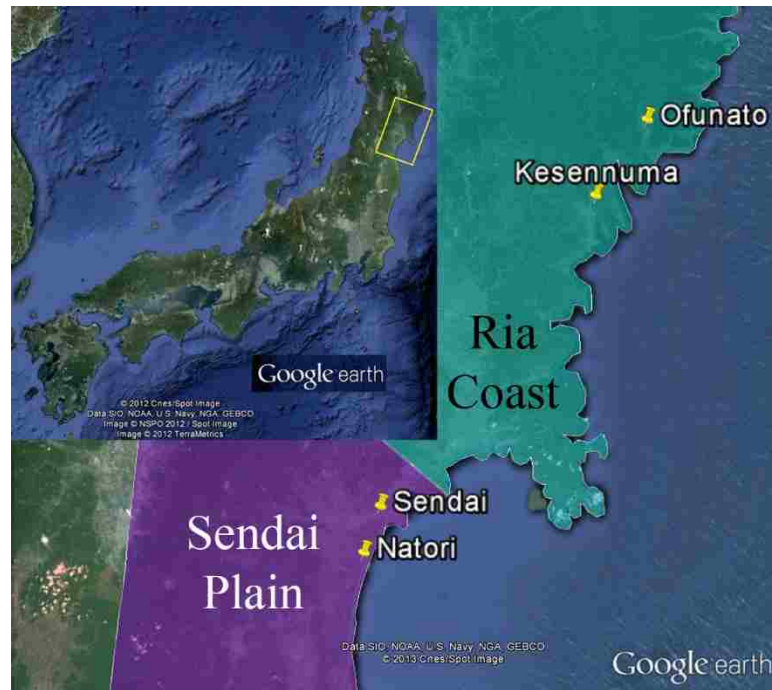 Ofunato
Kesennuma
Ria
Coast
Google earth
© 2012 Cnes/Spot Image
Data SIO, NOAA, U.S. Navy, NGA, GEBCO
Image © NSPO 2012 / Spot Image
Image © 2012 TerraMetrics
Sendai
Natori
Sendai
Plain
Data SIO, NOAA, U.S. Navy, NGA, GEBCO
© 2013 Cnes/Spot Image
Google earth